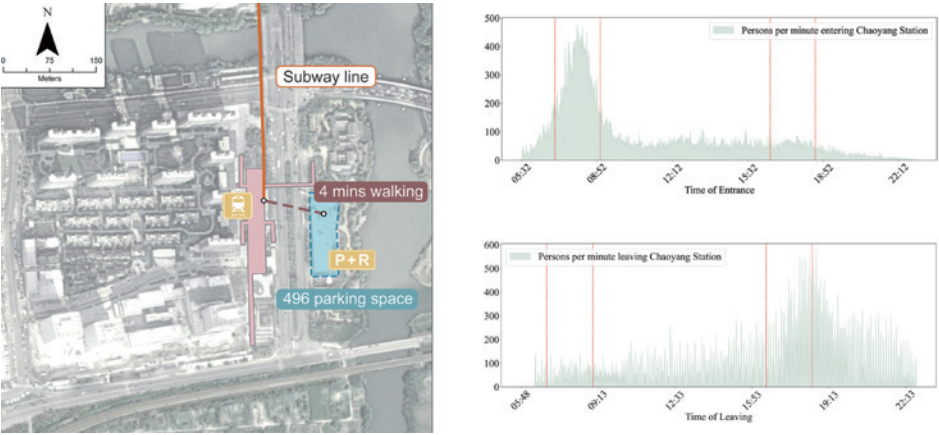 N
0 75 150
Meters
Subway line
4 mins walking
P+R
496 parking space
500
400
300
200
100
0
Persons per minute entering Chaoyang Station
05:32 08:52 12:12 15:32 18:52 22:12
Time of Entrance
600
500
400
300
200
100
0
Persons per minute leaving Chaoyang Station
05:48 09:13 12:33 15:53 19:13 22:33
Time of Leaving